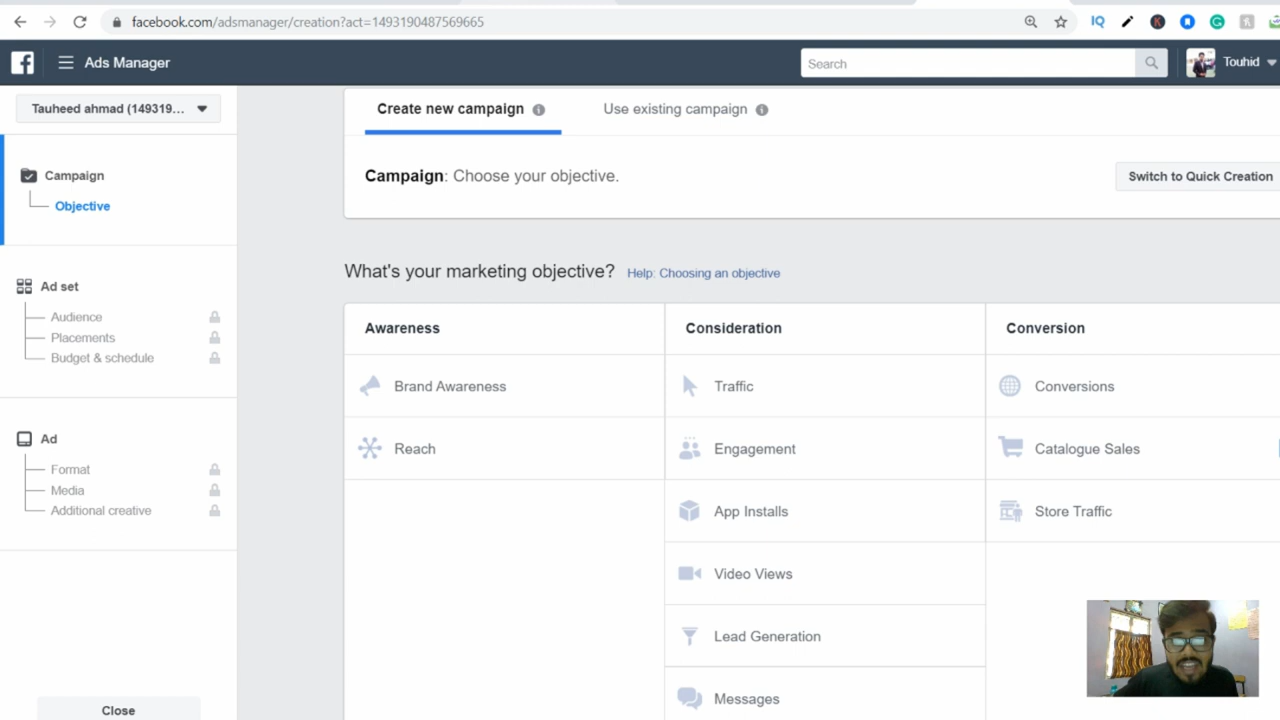 facebook.com/adsmanager/creation?act=1493190487569665
Ads Manager
Search
Touhid
Tauheed ahmad (149319...
Create new campaign
Use existing campaign
Campaign
Objective
Campaign: Choose your objective.
Switch to Quick Creation
Ad set
Audience
Placements
Budget & schedule
What's your marketing objective? Help: Choosing an objective
Awareness
Consideration
Conversion
Brand Awareness
Traffic
Conversions
Reach
Engagement
Catalogue Sales
Ad
Format
Media
Additional creative
App Installs
Store Traffic
Video Views
Lead Generation
Messages
Close